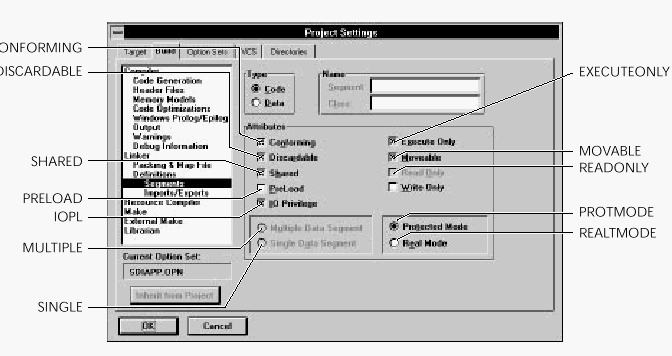 Project Settings
Target Build Option Sets VCS Directories
Compiler
Code Generation
Header Files
Memory Models
Code Optimizations
Windows Prolog/Epilog
Output
Warnings
Debug Information
Linker
Packing & Map File
Definitions
Segments
Imports/Exports
Resource Compiler
Make
External Make
Librarian
Current Option Set:
SDIAPP.OPN
Inherit from Project
OK Cancel
Type
Code
Data
Name
Segment
Class:
Attributes
Conforming
Discardable
Shared
PreLoad
IO Privilege
Execute Only
Moveable
Read Only
Write Only
Multiple Data Segment
Single Data Segment
Protected Mode
Real Mode
ONFORMING
DISCARDABLE
SHARED
PRELOAD
IOPL
MULTIPLE
SINGLE
EXECUTEONLY
MOVABLE
READONLY
PROTMODE
REALTMODE